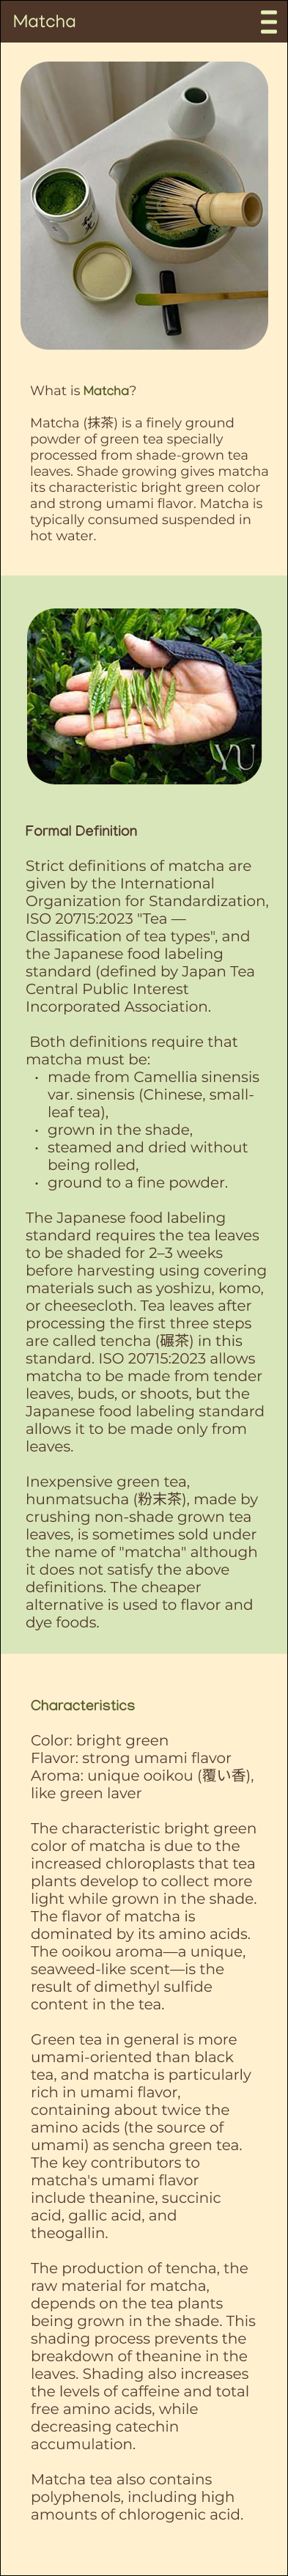 Matcha
What is Matcha?
Matcha (抹茶) is a finely ground
powder of green tea specially
processed from shade-grown tea
leaves. Shade growing gives matcha
its characteristic bright green color
and strong umami flavor. Matcha is
typically consumed suspended in
hot water.
YU
Formal Definition
Strict definitions of matcha are
given by the International
Organization for Standardization,
ISO 20715:2023 "Tea —
Classification of tea types", and
the Japanese food labeling
standard (defined by Japan Tea
Central Public Interest
Incorporated Association.
Both definitions require that
matcha must be:
• made from Camellia sinensis
var. sinensis (Chinese, small-
leaf tea),
• grown in the shade,
• steamed and dried without
being rolled,
• ground to a fine powder.
The Japanese food labeling
standard requires the tea leaves
to be shaded for 2–3 weeks
before harvesting using covering
materials such as yoshizu, komo,
or cheesecloth. Tea leaves after
processing the first three steps
are called tencha (碾茶) in this
standard. ISO 20715:2023 allows
matcha to be made from tender
leaves, buds, or shoots, but the
Japanese food labeling standard
allows it to be made only from
leaves.
Inexpensive green tea,
hunmatsucha (粉末茶), made by
crushing non-shade grown tea
leaves, is sometimes sold under
the name of "matcha" although
it does not satisfy the above
definitions. The cheaper
alternative is used to flavor and
dye foods.
Characteristics
Color: bright green
Flavor: strong umami flavor
Aroma: unique ooikou (覆い香),
like green laver
The characteristic bright green
color of matcha is due to the
increased chloroplasts that tea
plants develop to collect more
light while grown in the shade.
The flavor of matcha is
dominated by its amino acids.
The ooikou aroma—a unique,
seaweed-like scent—is the
result of dimethyl sulfide
content in the tea.
Green tea in general is more
umami-oriented than black
tea, and matcha is particularly
rich in umami flavor,
containing about twice the
amino acids (the source of
umami) as sencha green tea.
The key contributors to
matcha's umami flavor
include theanine, succinic
acid, gallic acid, and
theogallin.
The production of tencha, the
raw material for matcha,
depends on the tea plants
being grown in the shade. This
shading process prevents the
breakdown of theanine in the
leaves. Shading also increases
the levels of caffeine and total
free amino acids, while
decreasing catechin
accumulation.
Matcha tea also contains
polyphenols, including high
amounts of chlorogenic acid.